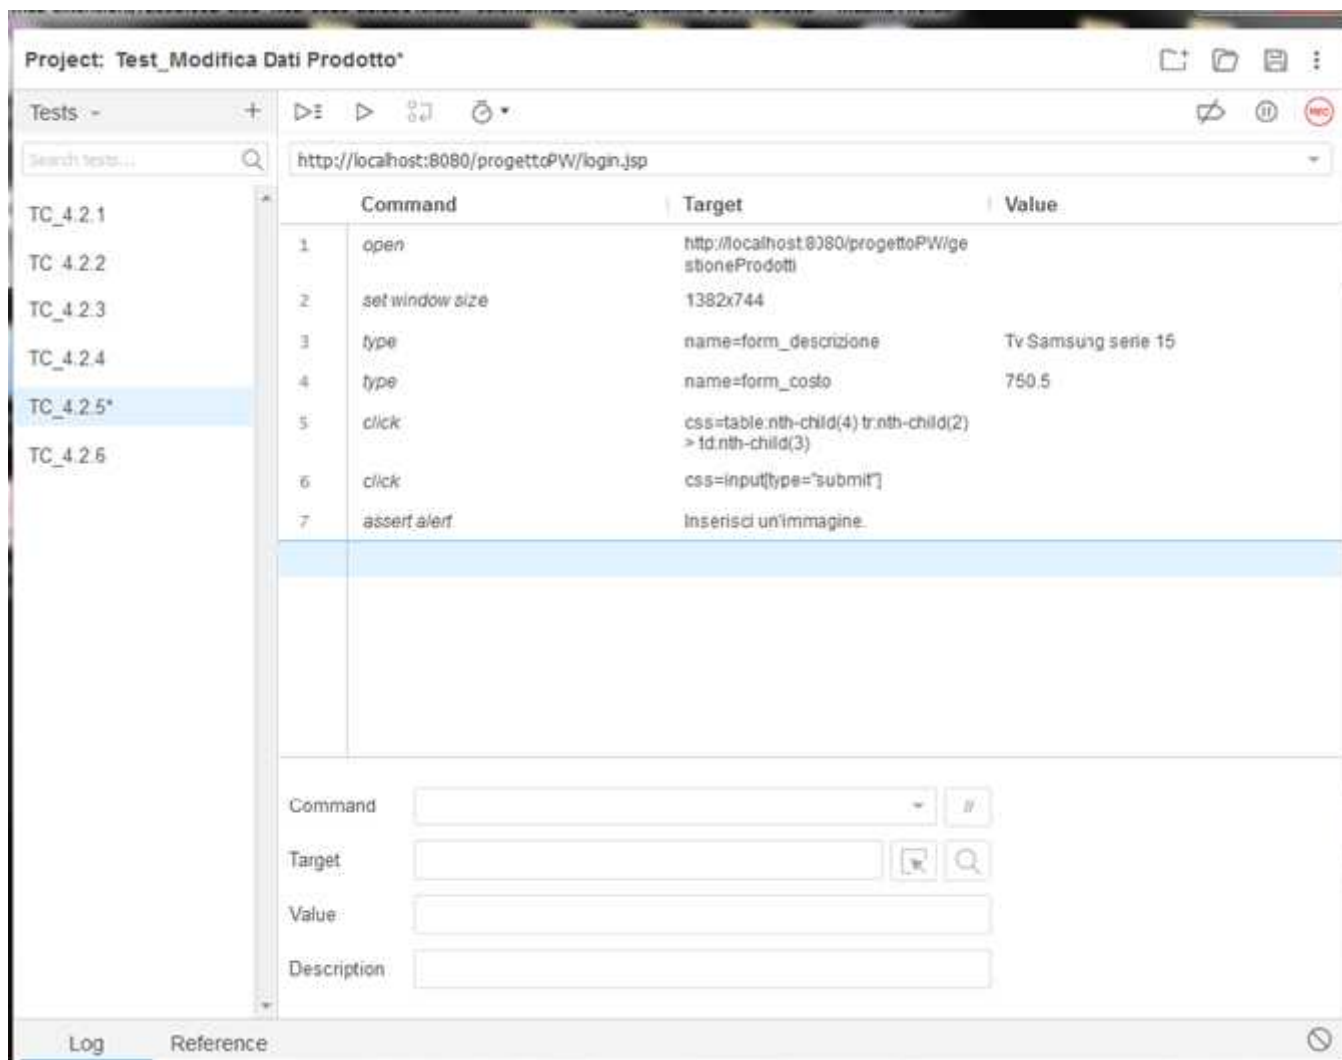 Project: Test_Modifica Dati Prodotto*
Tests
REC
Search tests...
http://localhost:8080/progettoPW/login.jsp
TC_4.2.1
TC_4.2.2
TC_4.2.3
TC_4.2.4
TC_4.2.5*
TC_4.2.6
Command Target Value
1 open http://localhost:8080/progettoPW/ge
stioneProdotti
2 set window size 1382x744
3 type name=form_descrizione Tv Samsung serie 15
4 type name=form_costo 750.5
5 click css=table:nth-child(4) tr:nth-child(2)
> td:nth-child(3)
6 click css=input[type="submit"]
7 assert alert Inserisci un'immagine.
Command //
Target
Value
Description
Log Reference